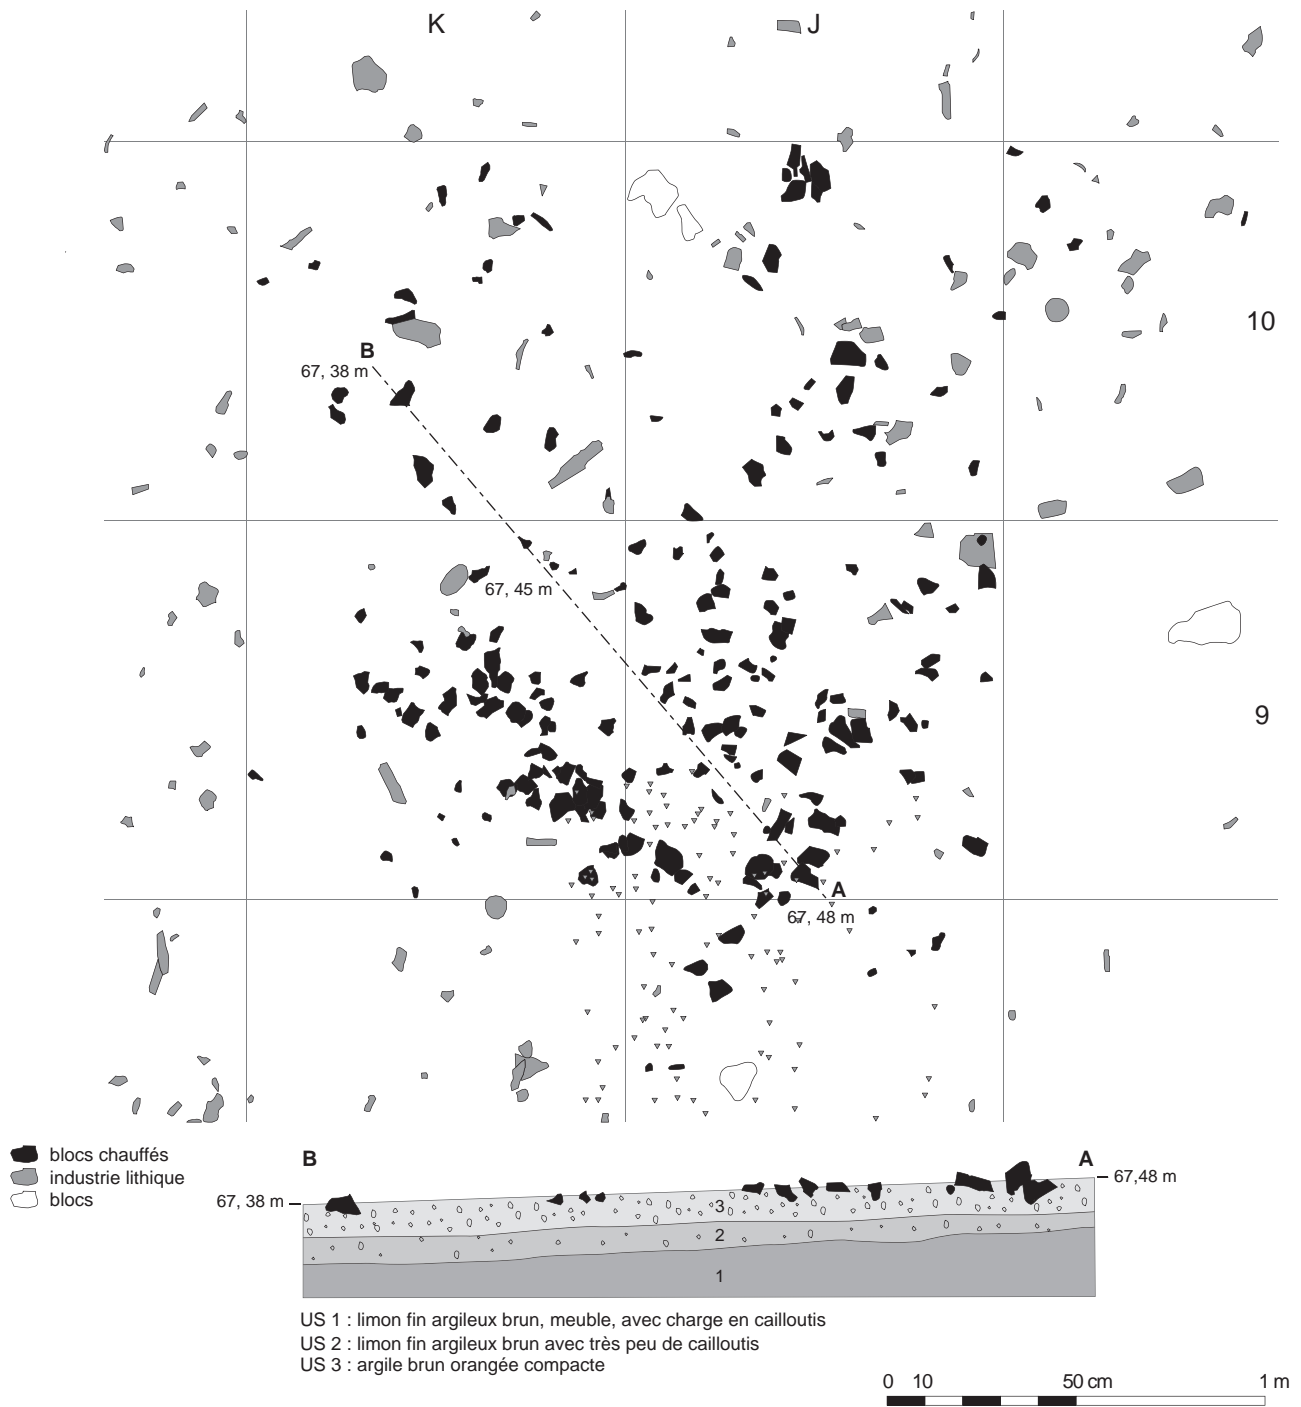 K
J
10
B
67, 38 m
67, 45 m
9
A
67, 48 m
blocs chauffés
industrie lithique
blocs
B
A
67, 38 m
67,48 m
3
2
1
US 1 : limon fin argileux brun, meuble, avec charge en cailloutis
US 2 : limon fin argileux brun avec très peu de cailloutis
US 3 : argile brun orangée compacte
0 10 50 cm 1 m